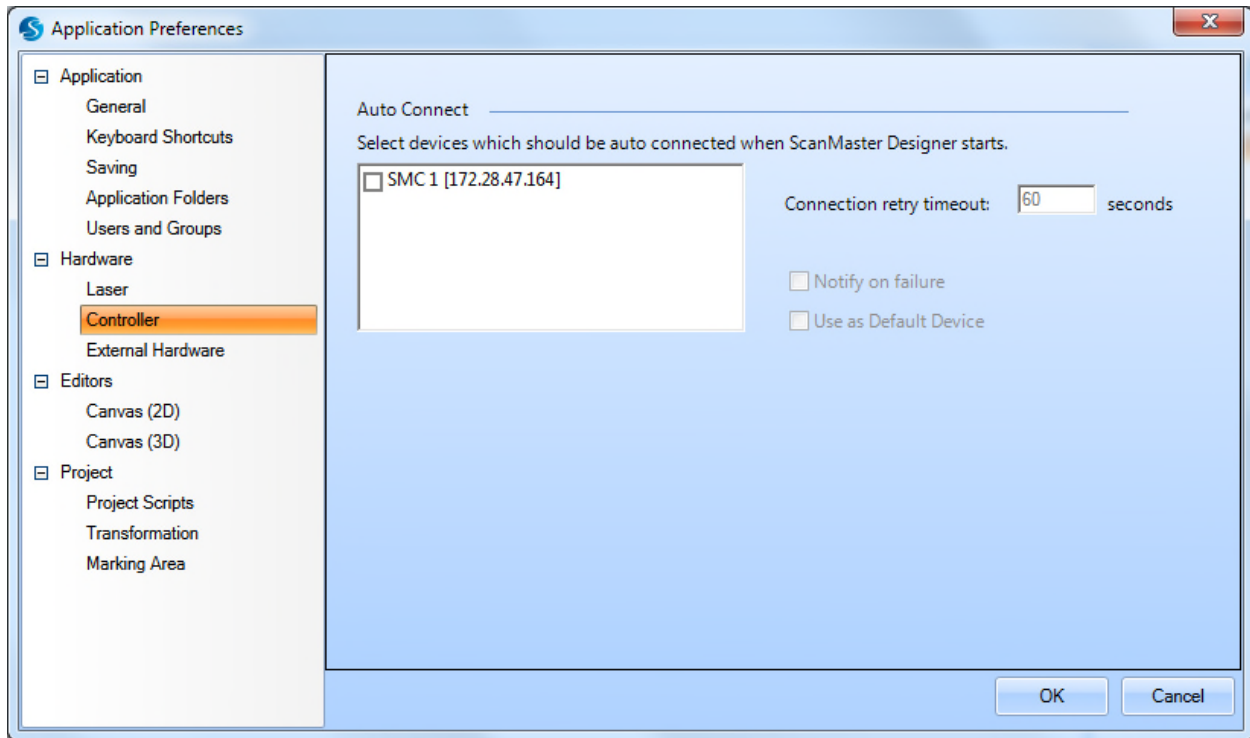 Application Preferences
Application
General
Keyboard Shortcuts
Saving
Application Folders
Users and Groups
Hardware
Laser
Controller
External Hardware
Editors
Canvas (2D)
Canvas (3D)
Project
Project Scripts
Transformation
Marking Area
Auto Connect
Select devices which should be auto connected when ScanMaster Designer starts.
SMC 1 [172.28.47.164]
Connection retry timeout: 60 seconds
Notify on failure
Use as Default Device
OK Cancel